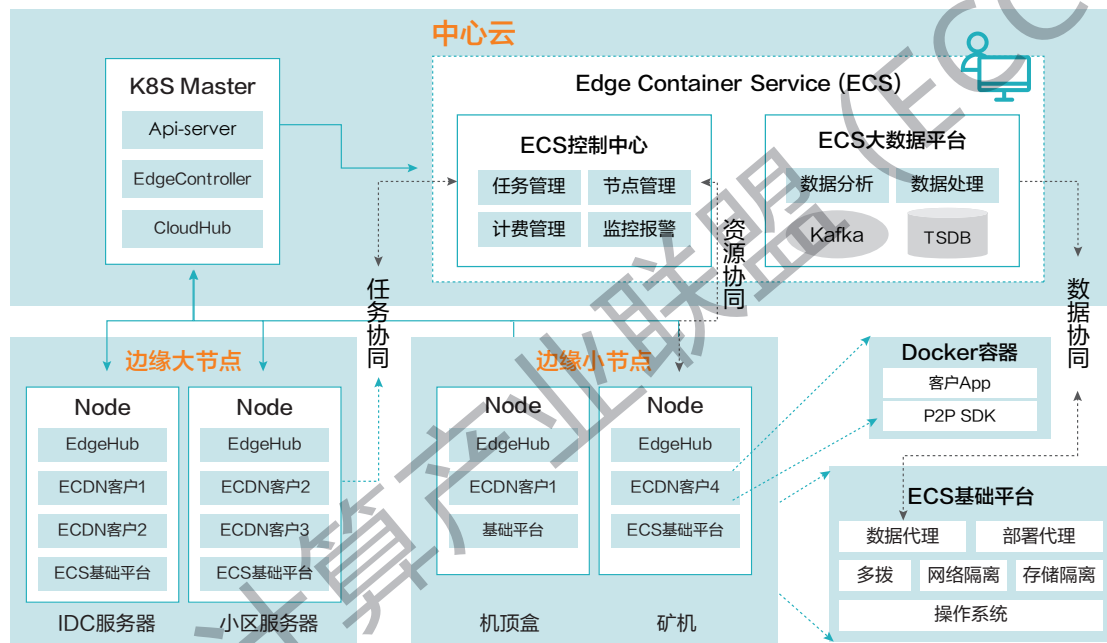 中心云
K8S Master
Api-server
EdgeController
CloudHub
Edge Container Service (ECS)
ECS控制中心
任务管理
节点管理
计费管理
监控报警
ECS大数据平台
数据分析
数据处理
Kafka
TSDB
任务协同
资源协同
数据协同
边缘大节点
Node
EdgeHub
ECDN客户1
ECDN客户2
ECS基础平台
IDC服务器
Node
EdgeHub
ECDN客户2
ECDN客户3
ECS基础平台
小区服务器
边缘小节点
Node
EdgeHub
ECDN客户1
基础平台
机顶盒
Node
EdgeHub
ECDN客户4
ECS基础平台
矿机
Docker容器
客户App
P2P SDK
ECS基础平台
数据代理
部署代理
多拨
网络隔离
存储隔离
操作系统
计算产业联盟（ECC